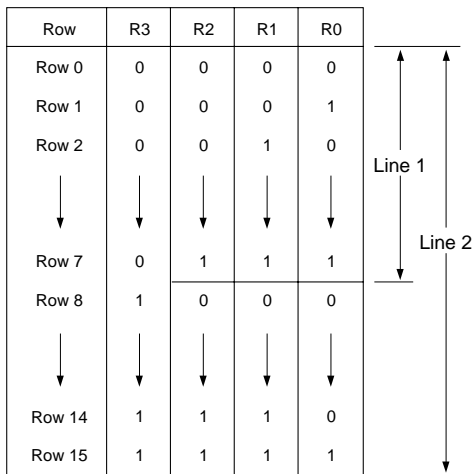 Row R3 R2 R1 R0
Row 0 0 0 0 0
Row 1 0 0 0 1
Row 2 0 0 1 0
Line 1
Line 2
Row 7 0 1 1 1
Row 8 1 0 0 0
Row 14 1 1 1 0
Row 15 1 1 1 1